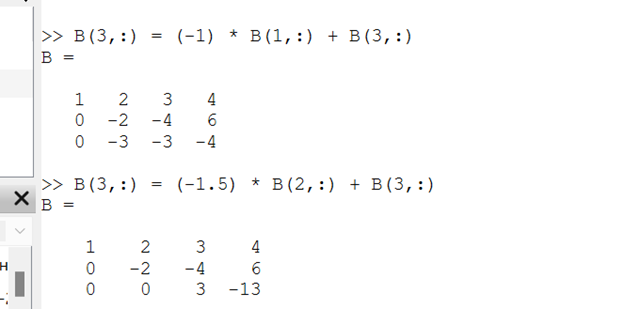 >> B(3,:) = (-1) * B(1,:) + B(3,:)
B =
1 2 3 4
0 -2 -4 6
0 -3 -3 -4
>> B(3,:) = (-1.5) * B(2,:) + B(3,:)
B =
1 2 3 4
0 -2 -4 6
0 0 3 -13